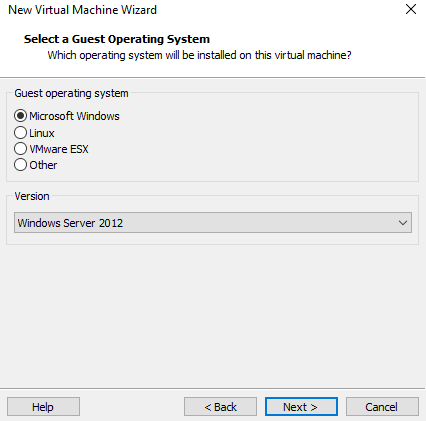 New Virtual Machine Wizard
Select a Guest Operating System
Which operating system will be installed on this virtual machine?
Guest operating system
Microsoft Windows
Linux
VMware ESX
Other
Version
Windows Server 2012
Help
< Back
Next >
Cancel